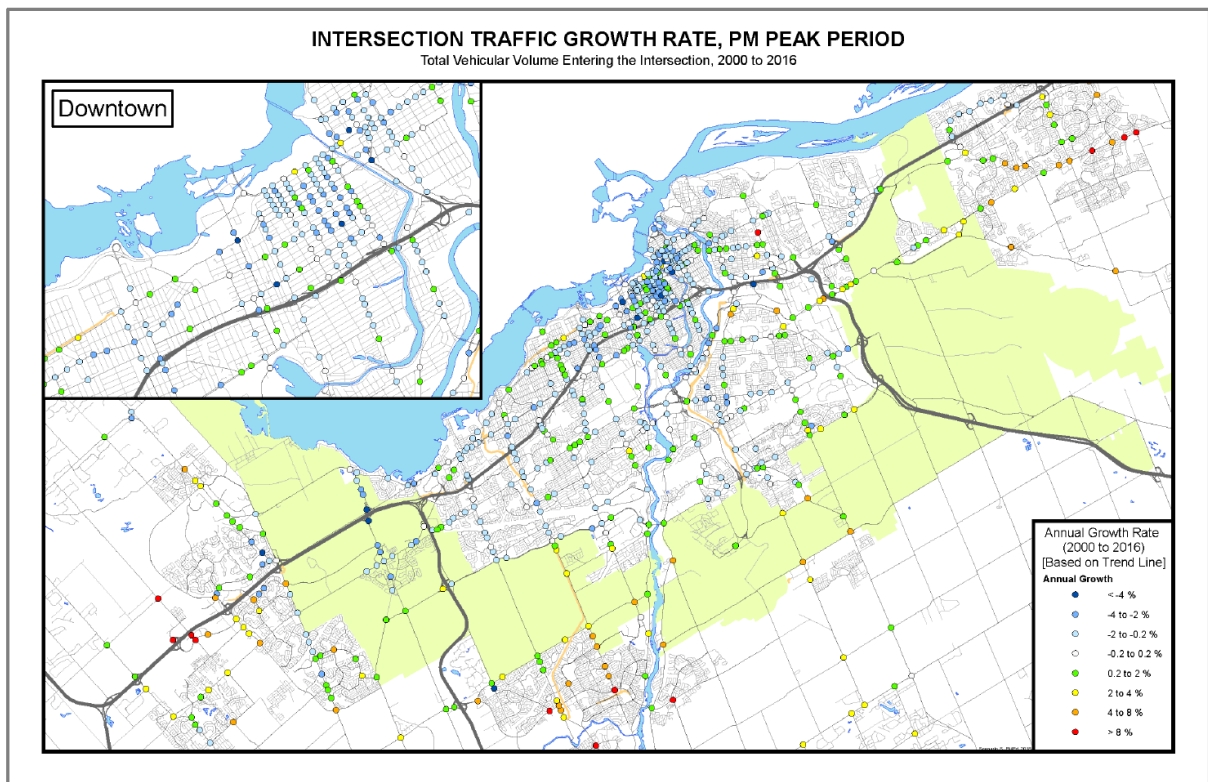 INTERSECTION TRAFFIC GROWTH RATE, PM PEAK PERIOD
Total Vehicular Volume Entering the Intersection, 2000 to 2016
Downtown
Annual Growth Rate
(2000 to 2016)
[Based on Trend Line]
Annual Growth
< -4 %
-4 to -2 %
-2 to -0.2 %
-0.2 to 0.2 %
0.2 to 2 %
2 to 4 %
4 to 8 %
> 8 %